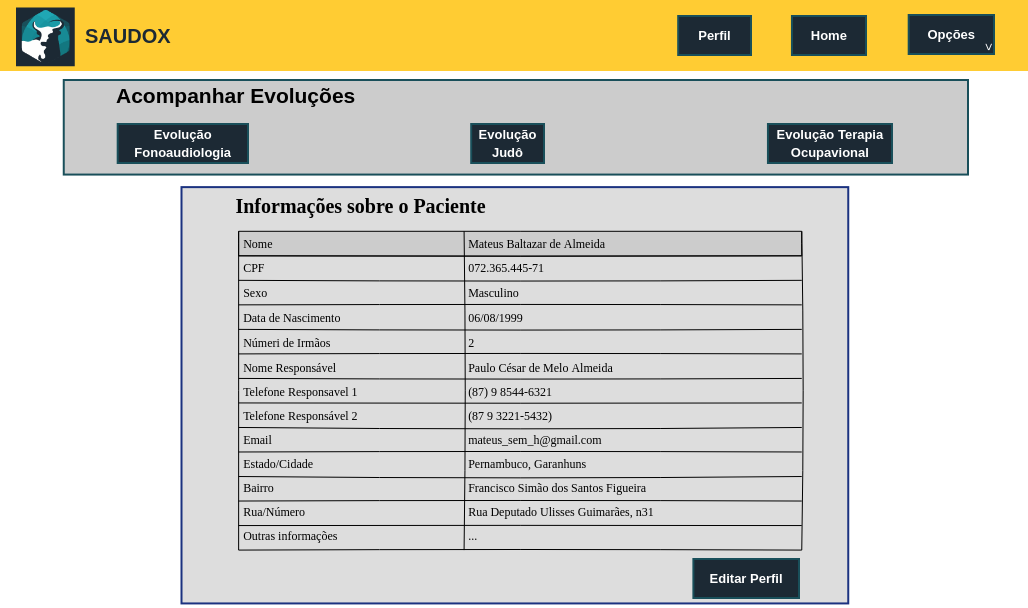 SAUDOX
Perfil
Home
Opções
V
Acompanhar Evoluções
Evolução
Fonoaudiologia
Evolução
Judô
Evolução Terapia
Ocupavional
Informações sobre o Paciente
Nome Mateus Baltazar de Almeida
CPF 072.365.445-71
Sexo Masculino
Data de Nascimento 06/08/1999
Númeri de Irmãos 2
Nome Responsável Paulo César de Melo Almeida
Telefone Responsavel 1 (87) 9 8544-6321
Telefone Responsável 2 (87 9 3221-5432)
Email mateus_sem_h@gmail.com
Estado/Cidade Pernambuco, Garanhuns
Bairro Francisco Simão dos Santos Figueira
Rua/Número Rua Deputado Ulisses Guimarães, n31
Outras informações ...
Editar Perfil